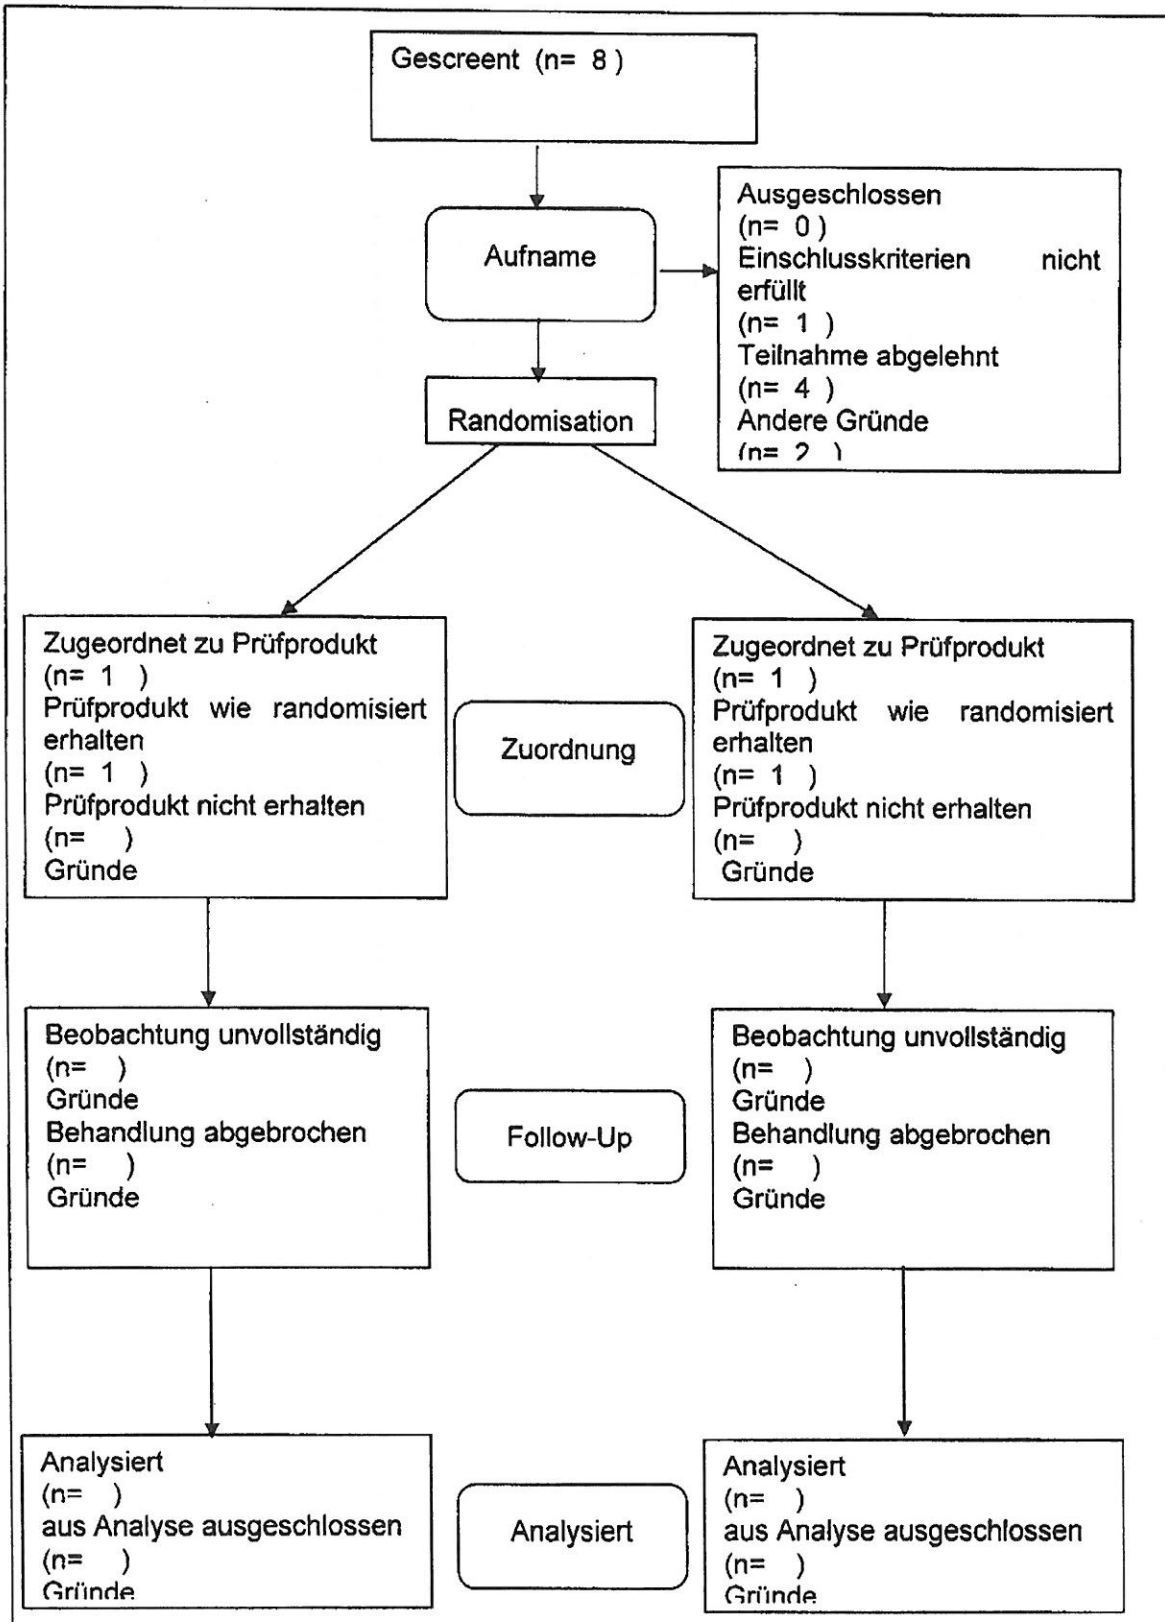 Gescreent (n= 8 )
Aufname
Ausgeschlossen
(n= 0 )
Einschlusskriterien nicht
erfüllt
(n= 1 )
Teilnahme abgelehnt
(n= 4 )
Andere Gründe
(n= 2 )
Randomisation
Zugeordnet zu Prüfprodukt
(n= 1 )
Prüfprodukt wie randomisiert
erhalten
(n= 1 )
Prüfprodukt nicht erhalten
(n= )
Gründe
Zuordnung
Zugeordnet zu Prüfprodukt
(n= 1 )
Prüfprodukt wie randomisiert
erhalten
(n= 1 )
Prüfprodukt nicht erhalten
(n= )
Gründe
Beobachtung unvollständig
(n= )
Gründe
Behandlung abgebrochen
(n= )
Gründe
Follow-Up
Beobachtung unvollständig
(n= )
Gründe
Behandlung abgebrochen
(n= )
Gründe
Analysiert
(n= )
aus Analyse ausgeschlossen
(n= )
Gründe
Analysiert
Analysiert
(n= )
aus Analyse ausgeschlossen
(n= )
Gründe